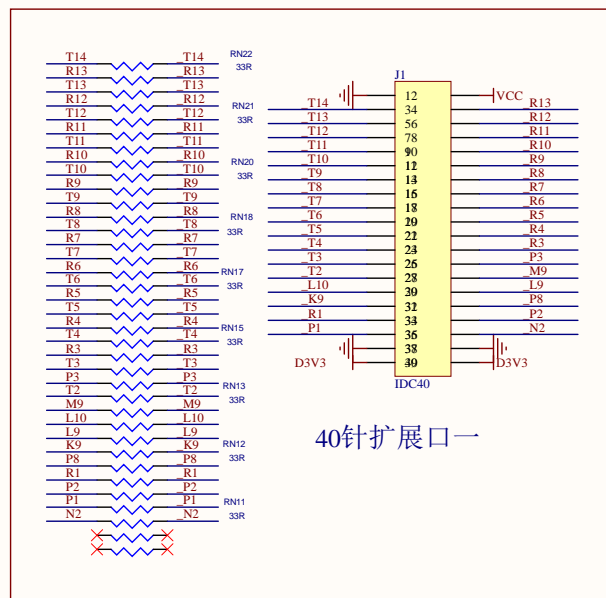 T14 _T14 RN22
R13 _R13 33R
T13 _T13
R12 _R12 RN21
T12 _T12 33R
R11 _R11
T11 _T11
R10 _R10 RN20
T10 _T10 33R
R9 _R9
T9 _T9
R8 _R8 RN18
T8 _T8 33R
R7 _R7
T7 _T7
R6 _R6 RN17
T6 _T6 33R
R5 _R5
T5 _T5
R4 _R4 RN15
T4 _T4 33R
R3 _R3
T3 _T3
P3 _P3 RN13
T2 _T2 33R
M9 _M9
L10 _L10
L9 _L9 RN12
K9 _K9 33R
P8 _P8
R1 _R1
P2 _P2
P1 _P1 RN11
N2 _N2 33R
J1
12 VCC
_T14 34 _R13
_T13 56 _R12
_T12 78 _R11
_T11 _R10
_T10 _R9
_T9 _R8
_T8 _R7
_T7 _R6
_T6 _R5
_T5 _R4
_T4 _R3
_T3 _P3
_T2 _M9
_L10 _L9
_K9 _P8
_R1 _P2
_P1 _N2
D3V3 D3V3
IDC40
40针扩展口一